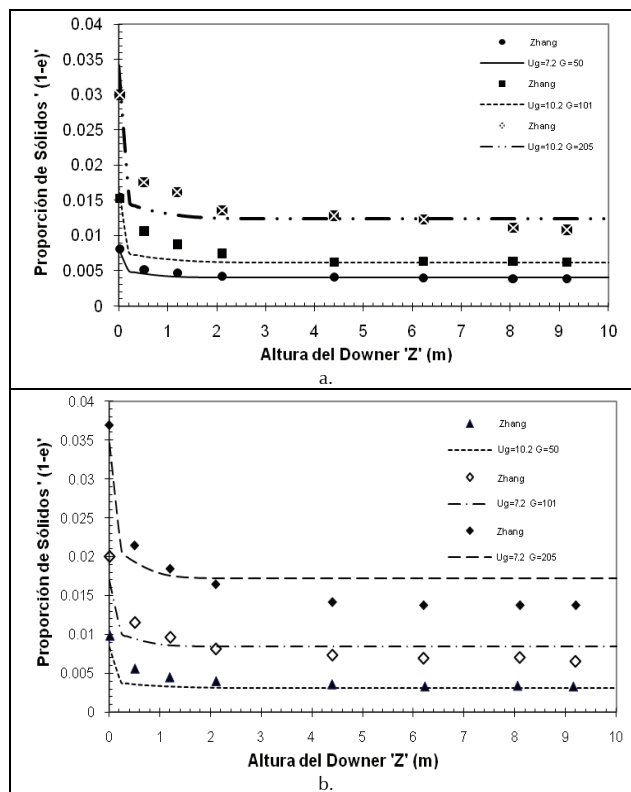 0.04
0.035
0.03
0.025
0.02
0.015
0.01
0.005
0
Proporción de Sólidos ' (1-e)'
0 1 2 3 4 5 6 7 8 9 10
Altura del Downer 'Z' (m)
Zhang
Ug=7.2 G=50
Zhang
Ug=10.2 G=101
Zhang
Ug=10.2 G=205
a.
0.04
0.035
0.03
0.025
0.02
0.015
0.01
0.005
0
Proporción de Sólidos ' (1-e)'
0 1 2 3 4 5 6 7 8 9 10
Altura del Downer 'Z' (m)
Zhang
Ug=10.2 G=50
Zhang
Ug=7.2 G=101
Zhang
Ug=7.2 G=205
b.